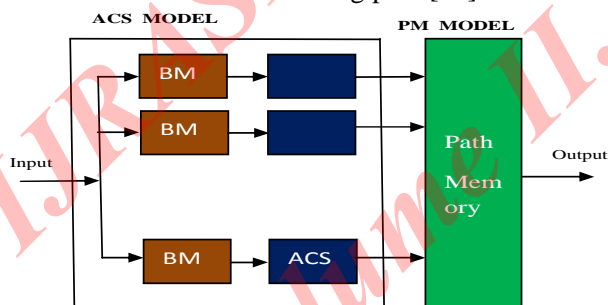 ACS MODEL
PM MODEL
BM
BM
Input
Path
Mem
ory
Output
BM
ACS